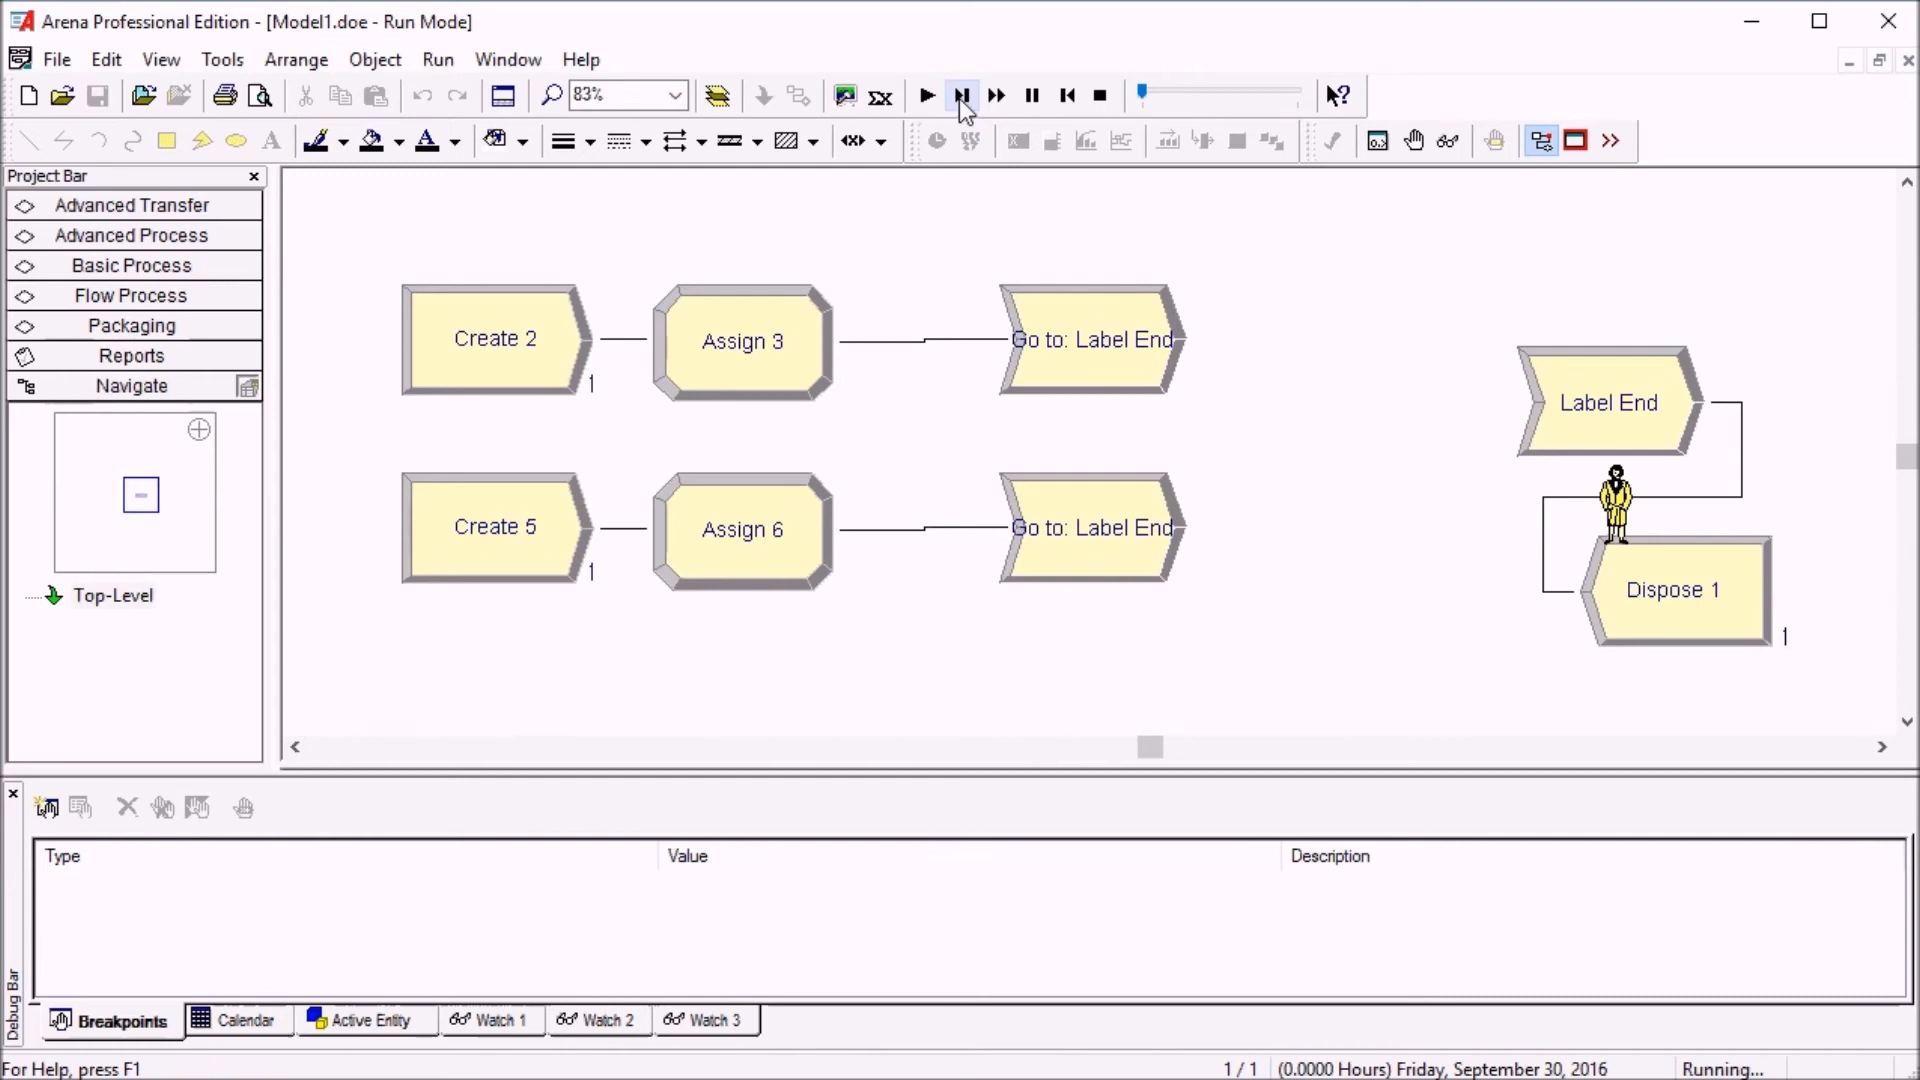 Arena Professional Edition - [Model1.doe - Run Mode]
File Edit View Tools Arrange Object Run Window Help
83%
Project Bar
Advanced Transfer
Advanced Process
Basic Process
Flow Process
Packaging
Reports
Navigate
Top-Level
Create 2
1
Assign 3
Go to: Label End
Create 5
1
Assign 6
Go to: Label End
Label End
Dispose 1
1
Debug Bar
Type Value Description
Breakpoints Calendar Active Entity Watch 1 Watch 2 Watch 3
For Help, press F1 1 / 1 (0.0000 Hours) Friday, September 30, 2016 Running...